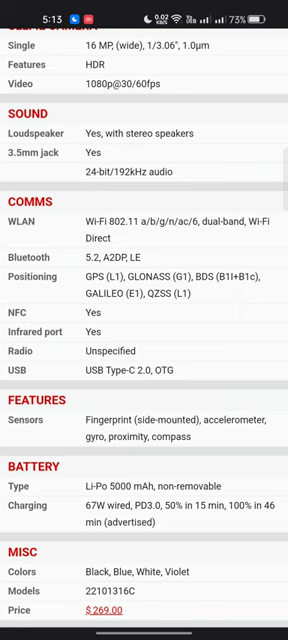 5:13
0.02 KB/S
73%
SELFIE CAMERA
Single 16 MP, (wide), 1/3.06", 1.0µm
Features HDR
Video 1080p@30/60fps
SOUND
Loudspeaker Yes, with stereo speakers
3.5mm jack Yes
24-bit/192kHz audio
COMMS
WLAN Wi-Fi 802.11 a/b/g/n/ac/6, dual-band, Wi-Fi
Direct
Bluetooth 5.2, A2DP, LE
Positioning GPS (L1), GLONASS (G1), BDS (B1I+B1c),
GALILEO (E1), QZSS (L1)
NFC Yes
Infrared port Yes
Radio Unspecified
USB USB Type-C 2.0, OTG
FEATURES
Sensors Fingerprint (side-mounted), accelerometer,
gyro, proximity, compass
BATTERY
Type Li-Po 5000 mAh, non-removable
Charging 67W wired, PD3.0, 50% in 15 min, 100% in 46
min (advertised)
MISC
Colors Black, Blue, White, Violet
Models 22101316C
Price $ 269.00